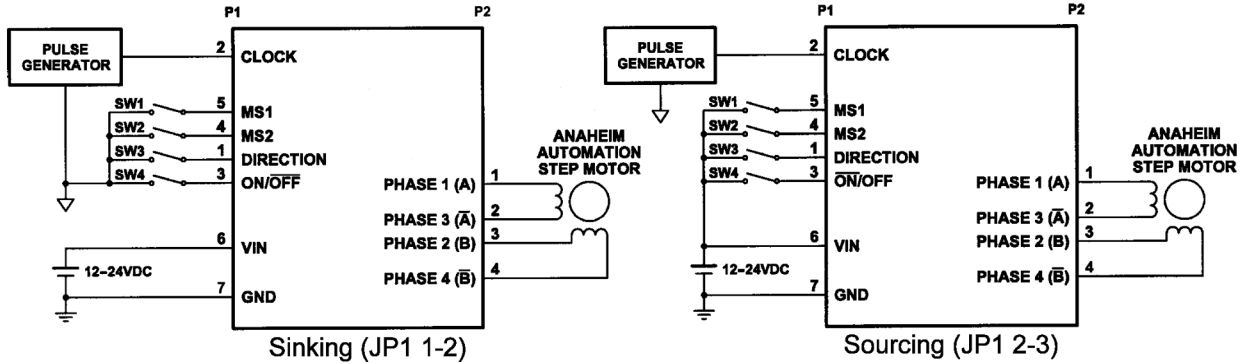 P1
P2
PULSE
GENERATOR
2
CLOCK
SW1
5
MS1
SW2
4
MS2
SW3
1
DIRECTION
SW4
3
ON/O̅F̅F̅
ANAHEIM
AUTOMATION
STEP MOTOR
PHASE 1 (A)
1
PHASE 3 (A̅)
2
PHASE 2 (B)
3
PHASE 4 (B̅)
4
6
VIN
12–24VDC
7
GND
Sinking (JP1 1-2)
P1
P2
PULSE
GENERATOR
2
CLOCK
SW1
5
MS1
SW2
4
MS2
SW3
1
DIRECTION
SW4
3
O̅N̅/OFF
ANAHEIM
AUTOMATION
STEP MOTOR
PHASE 1 (A)
1
PHASE 3 (A̅)
2
PHASE 2 (B)
3
PHASE 4 (B̅)
4
6
VIN
12–24VDC
7
GND
Sourcing (JP1 2-3)